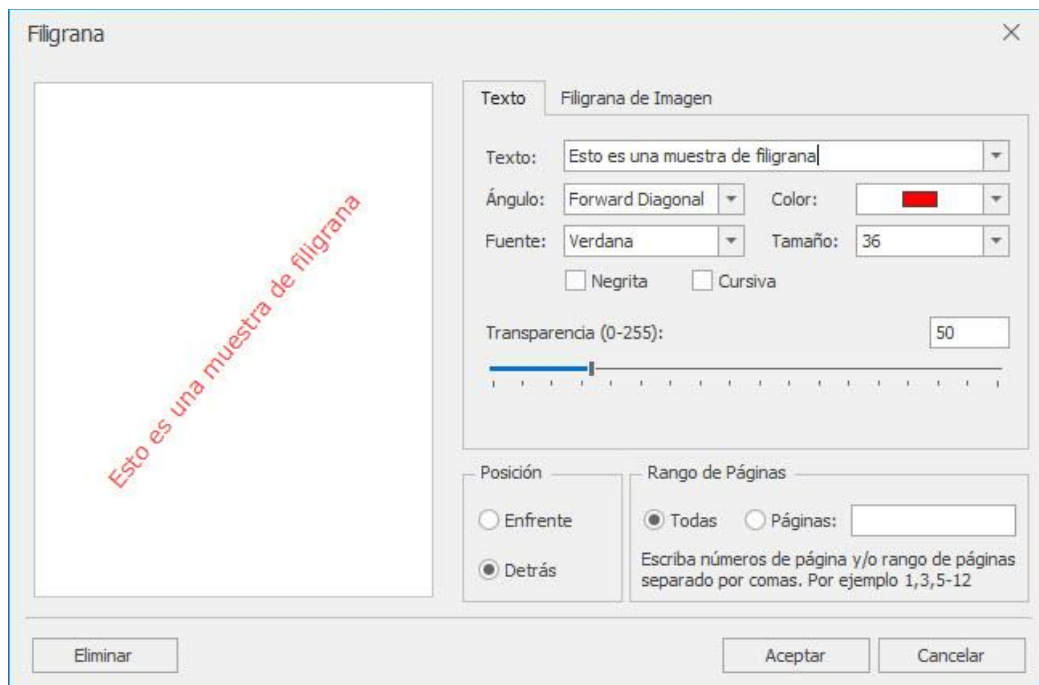 Filigrana
Esto es una muestra de filigrana
Texto
Filigrana de Imagen
Texto: Esto es una muestra de filigrana
Ángulo: Forward Diagonal Color:
Fuente: Verdana Tamaño: 36
Negrita Cursiva
Transparencia (0-255): 50
Posición
Enfrente
Detrás
Rango de Páginas
Todas Páginas:
Escriba números de página y/o rango de páginas
separado por comas. Por ejemplo 1,3,5-12
Eliminar Aceptar Cancelar